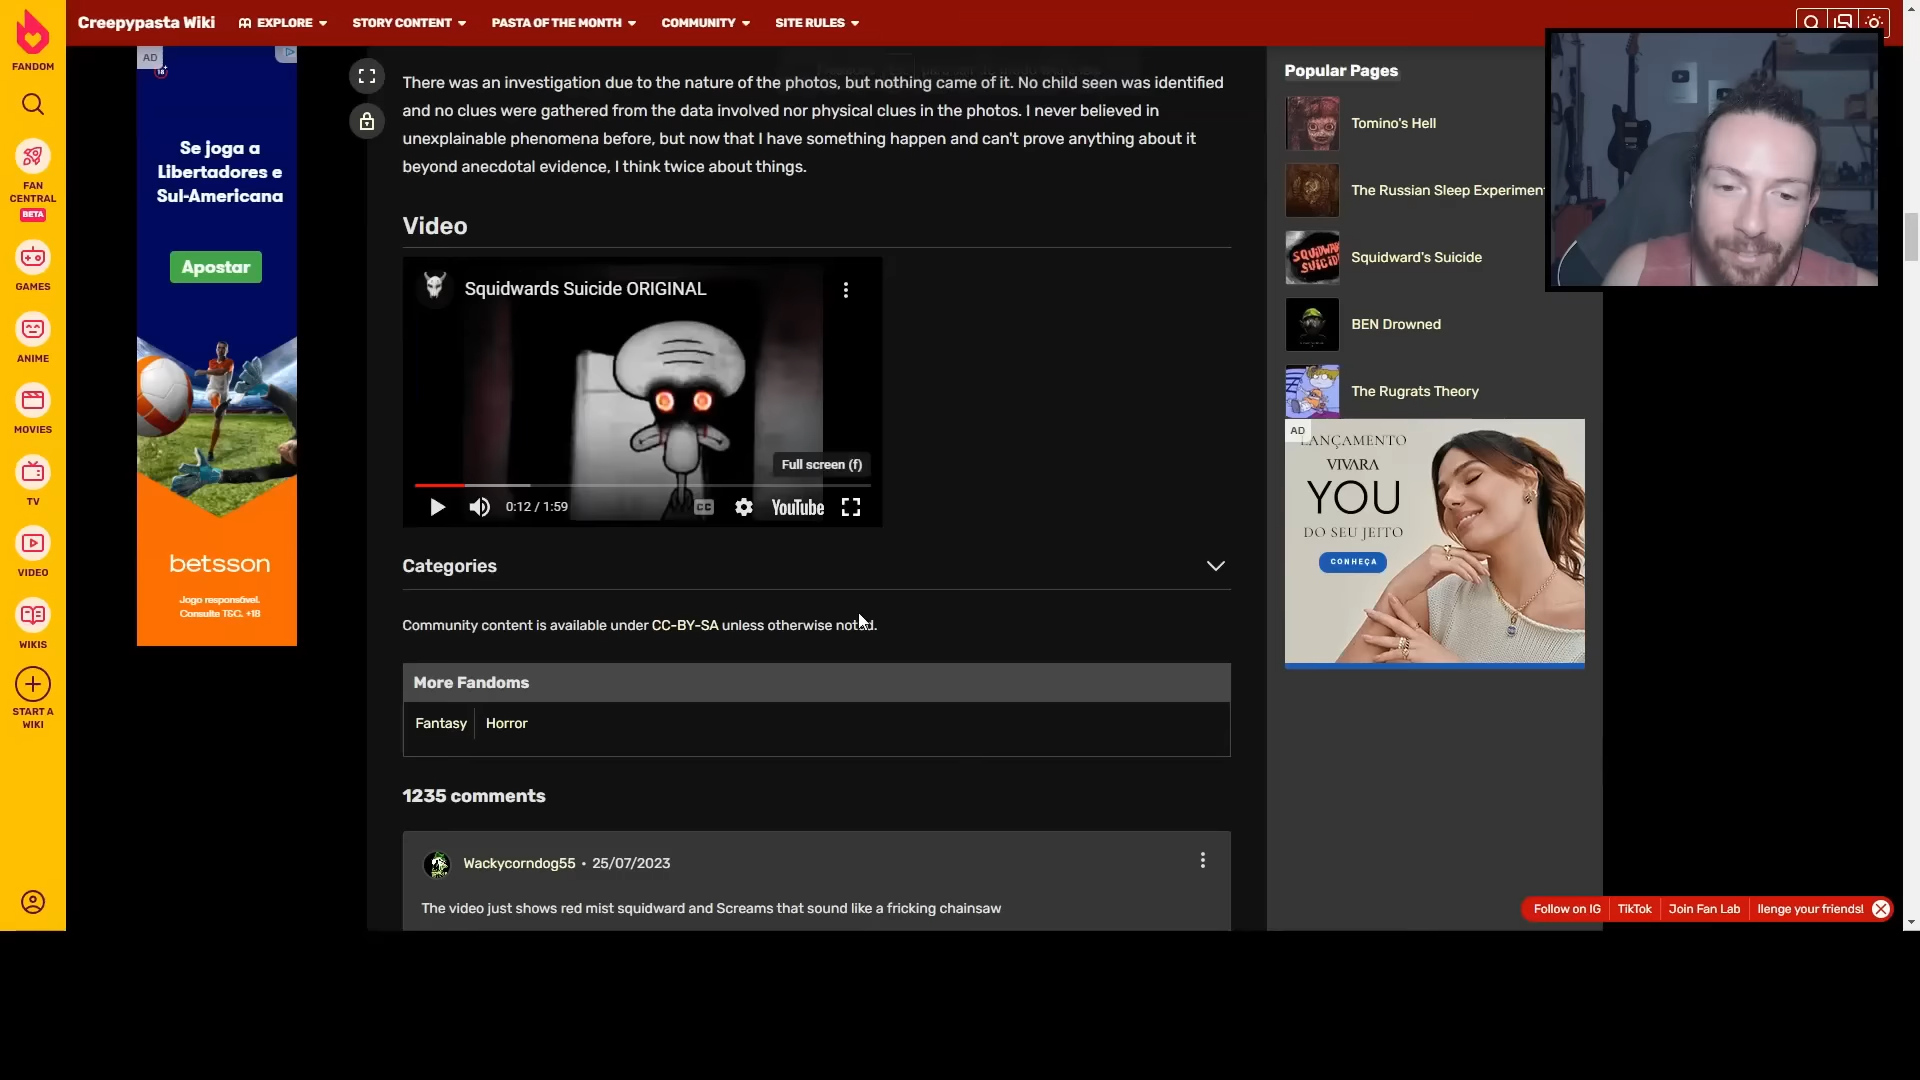 Creepypasta Wiki
EXPLORE
STORY CONTENT
PASTA OF THE MONTH
COMMUNITY
SITE RULES
FANDOM
FAN
CENTRAL
BETA
GAMES
ANIME
MOVIES
TV
VIDEO
WIKIS
START A
WIKI
AD
18
Se joga a
Libertadores e
Sul-Americana
Apostar
betsson
Jogo responsável.
Consulte T&C. +18
There was an investigation due to the nature of the photos, but nothing came of it. No child seen was identified
and no clues were gathered from the data involved nor physical clues in the photos. I never believed in
unexplainable phenomena before, but now that I have something happen and can't prove anything about it
beyond anecdotal evidence, I think twice about things.
Video
Squidwards Suicide ORIGINAL
Full screen (f)
0:12 / 1:59
CC
YouTube
Categories
Community content is available under CC-BY-SA unless otherwise noted.
More Fandoms
Fantasy
Horror
1235 comments
Wackycorndog55 • 25/07/2023
The video just shows red mist squidward and Screams that sound like a fricking chainsaw
Popular Pages
Tomino's Hell
The Russian Sleep Experiment
SQUIDWARD'S
SUICIDE
Squidward's Suicide
BEN Drowned
The Rugrats Theory
AD
LANÇAMENTO
VIVARA
YOU
DO SEU JEITO
CONHEÇA
Follow on IG
TikTok
Join Fan Lab
llenge your friends!